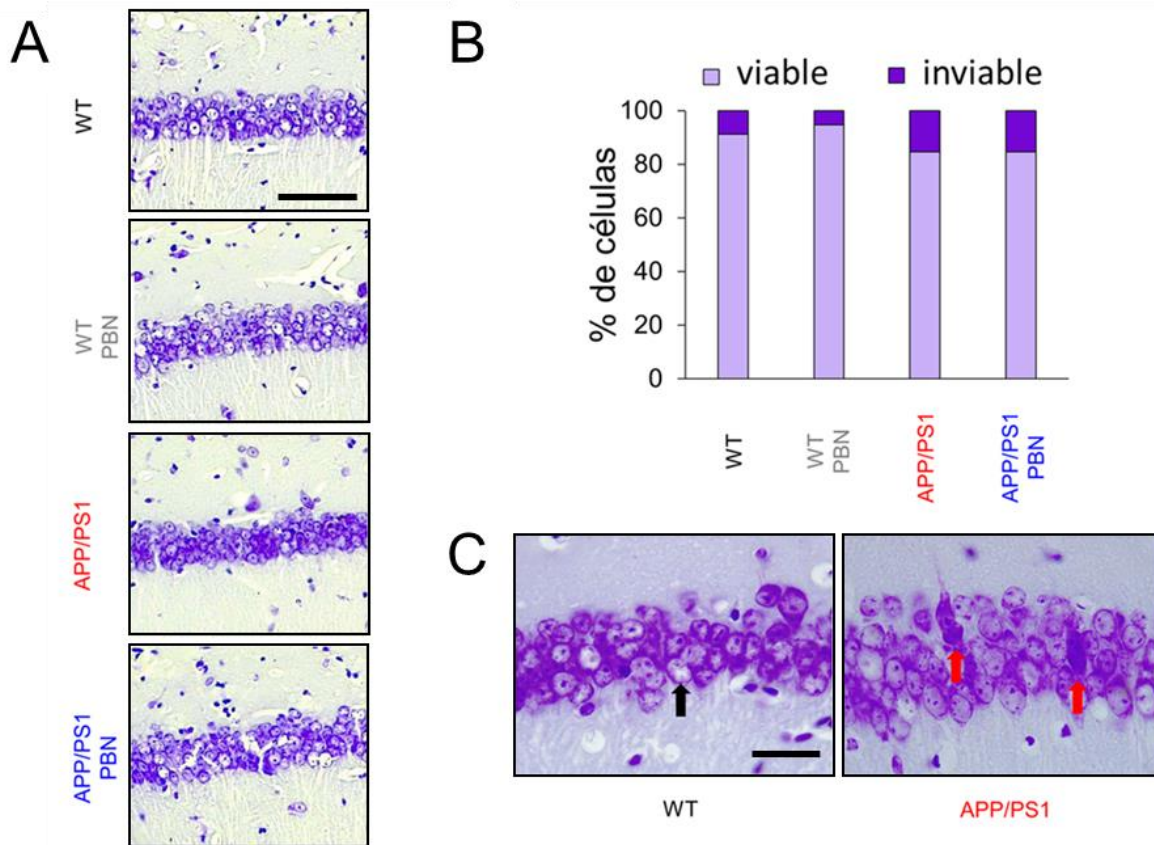 A
WT
WT
PBN
APP/PS1
APP/PS1
PBN
B
viable
inviable
% de células
100
80
60
40
20
0
WT
WT
PBN
APP/PS1
APP/PS1
PBN
C
WT
APP/PS1